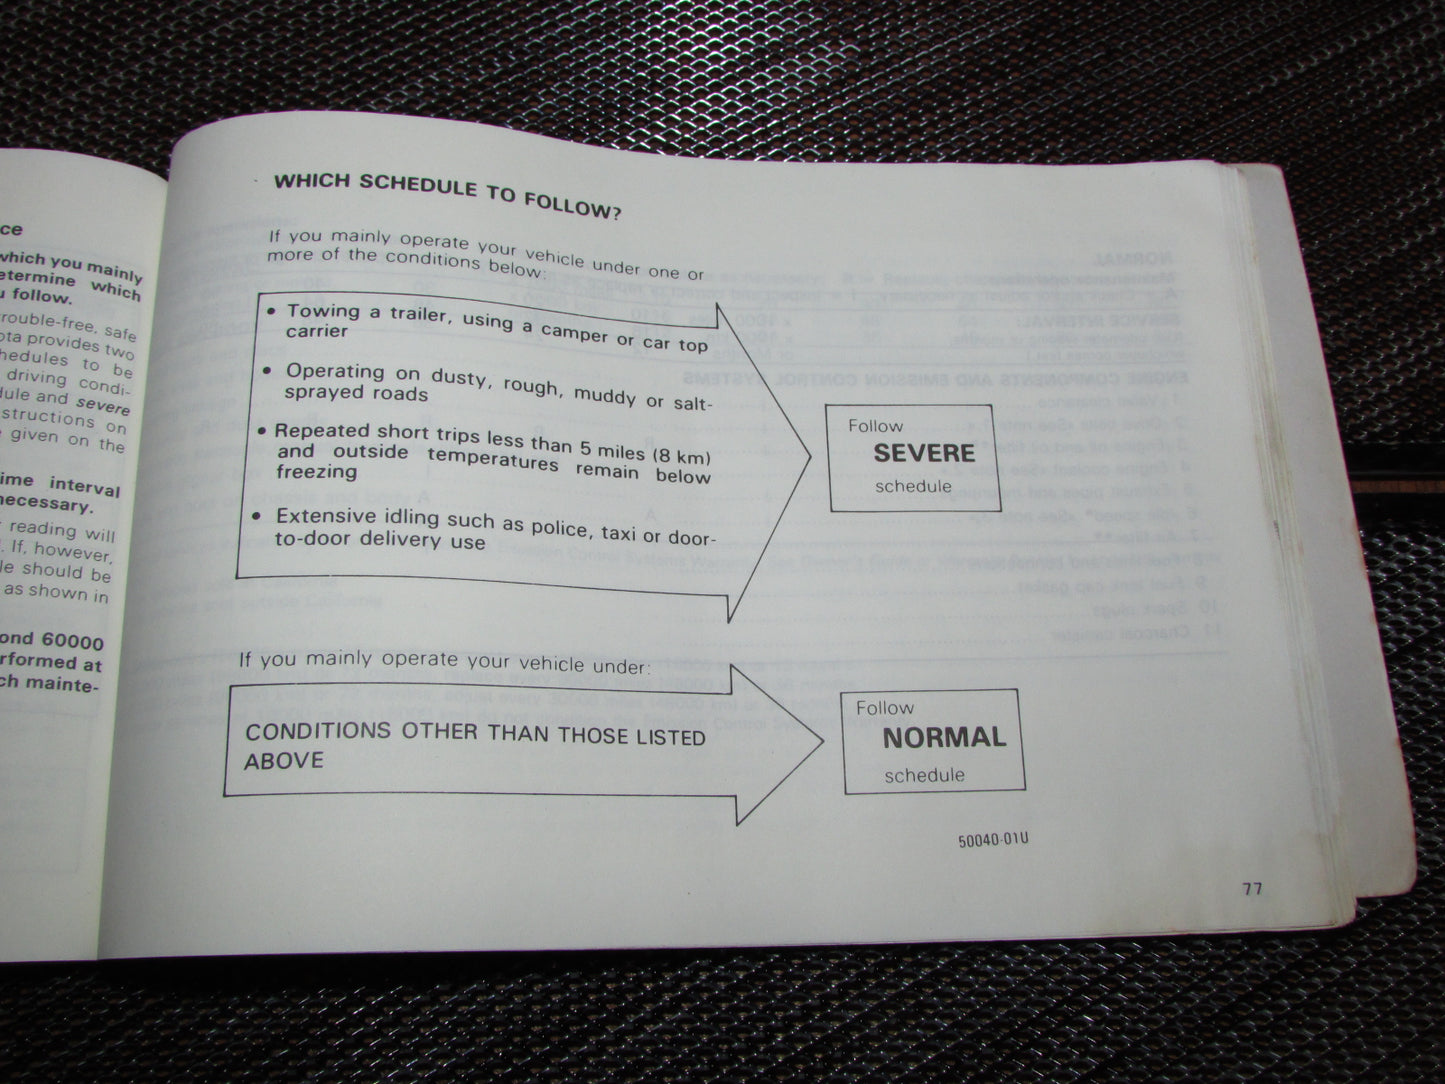 ce
which you mainly
etermine which
u follow.
rouble-free, safe
ota provides two
hedules to be
driving condi-
dule and severe
structions on
e given on the
ime interval
necessary.
reading will
. If, however,
le should be
as shown in
ond 60000
rformed at
ch mainte-
WHICH SCHEDULE TO FOLLOW?
If you mainly operate your vehicle under one or
more of the conditions below:
• Towing a trailer, using a camper or car top
carrier
• Operating on dusty, rough, muddy or salt-
sprayed roads
• Repeated short trips less than 5 miles (8 km)
and outside temperatures remain below
freezing
• Extensive idling such as police, taxi or door-
to-door delivery use
Follow
SEVERE
schedule
If you mainly operate your vehicle under:
CONDITIONS OTHER THAN THOSE LISTED
ABOVE
Follow
NORMAL
schedule
50040-01U
77